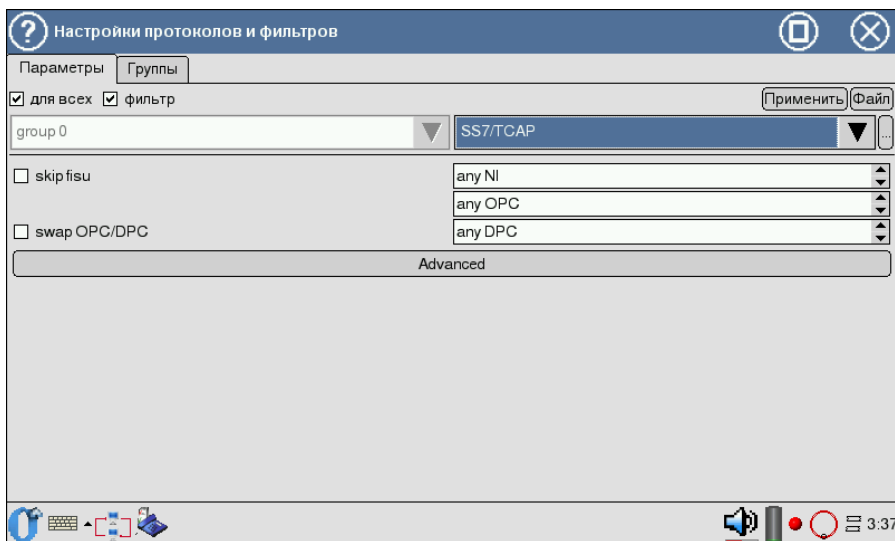 Настройки протоколов и фильтров
Параметры Группы
для всех фильтр Применить Файл
group 0 SS7/TCAP ...
skip fisu any NI
any OPC
swap OPC/DPC any DPC
Advanced
3:37